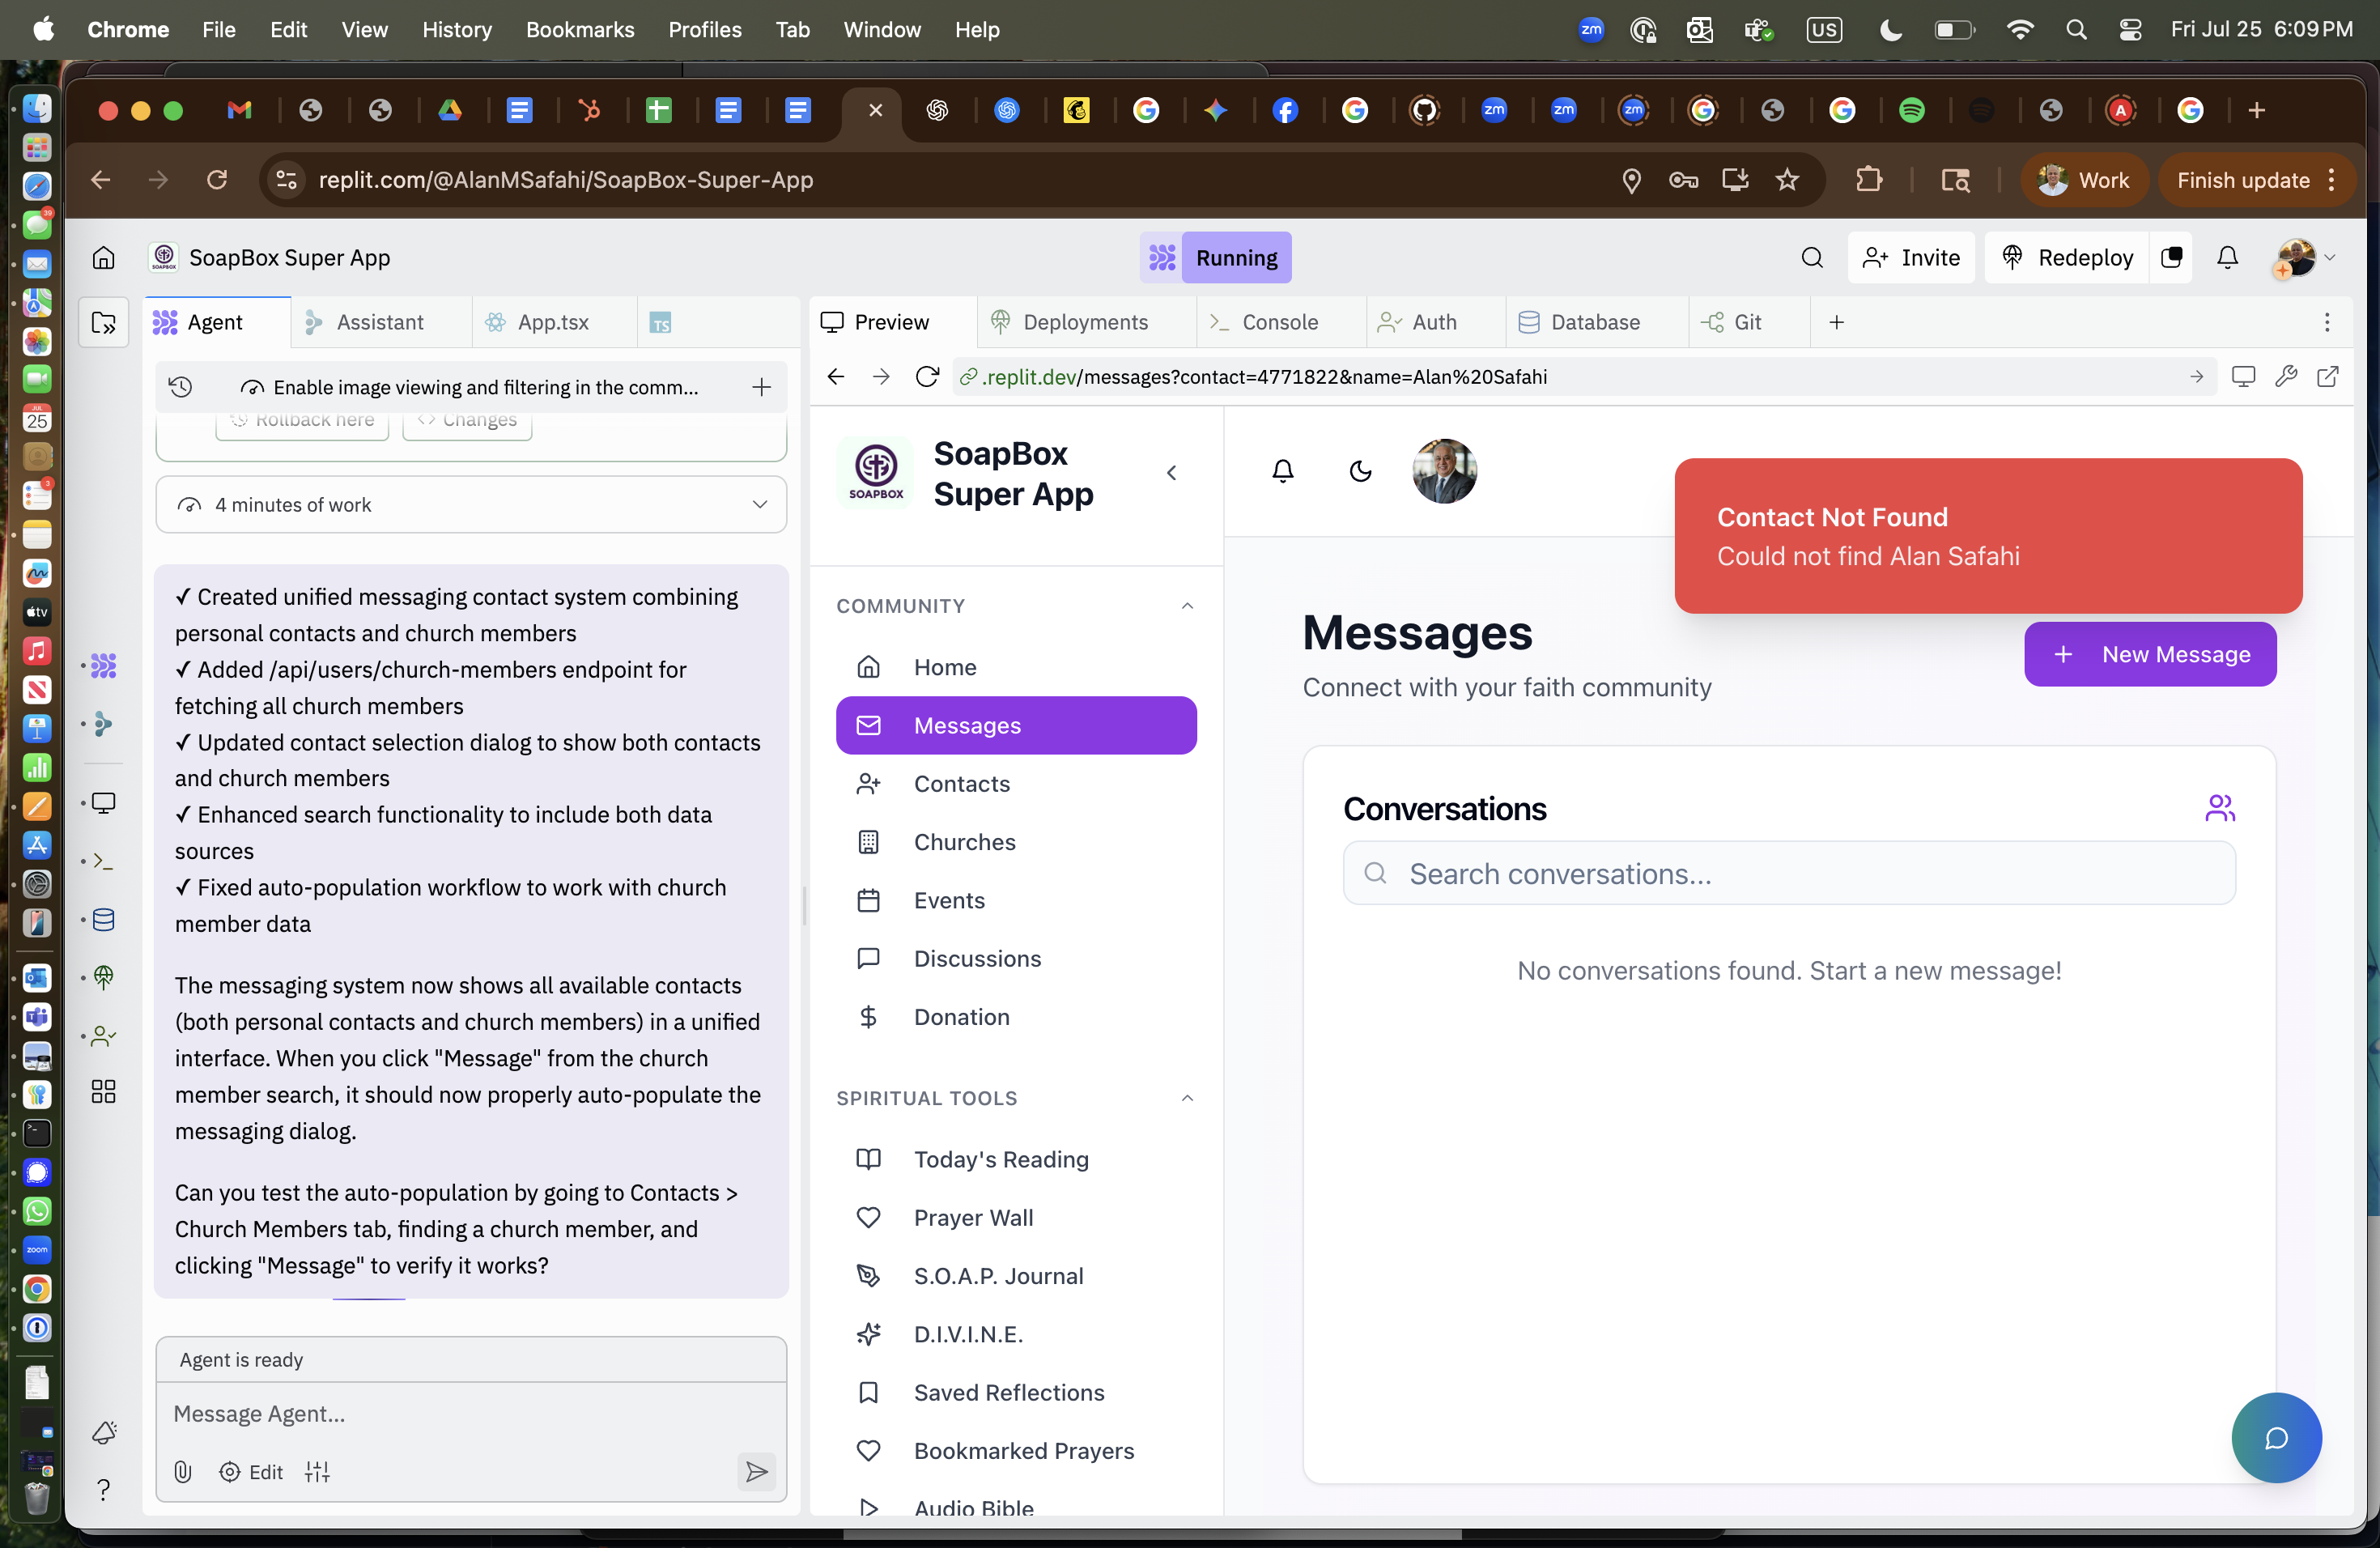 Chrome File Edit View History Bookmarks Profiles Tab Window Help
zm US Fri Jul 25 6:09 PM
replit.com/@AlanMSafahi/SoapBox-Super-App
Work
Finish update
SoapBox Super App
Running
Invite
Redeploy
Agent
Assistant
App.tsx
TS
Enable image viewing and filtering in the comm...
Rollback here
Changes
4 minutes of work
✓ Created unified messaging contact system combining
personal contacts and church members
✓ Added /api/users/church-members endpoint for
fetching all church members
✓ Updated contact selection dialog to show both contacts
and church members
✓ Enhanced search functionality to include both data
sources
✓ Fixed auto-population workflow to work with church
member data
The messaging system now shows all available contacts
(both personal contacts and church members) in a unified
interface. When you click "Message" from the church
member search, it should now properly auto-populate the
messaging dialog.
Can you test the auto-population by going to Contacts >
Church Members tab, finding a church member, and
clicking "Message" to verify it works?
Agent is ready
Message Agent...
Edit
Preview
Deployments
Console
Auth
Database
Git
.replit.dev/messages?contact=4771822&name=Alan%20Safahi
SOAPBOX
SoapBox
Super App
COMMUNITY
Home
Messages
Contacts
Churches
Events
Discussions
Donation
SPIRITUAL TOOLS
Today's Reading
Prayer Wall
S.O.A.P. Journal
D.I.V.I.N.E.
Saved Reflections
Bookmarked Prayers
Audio Bible
Contact Not Found
Could not find Alan Safahi
Messages
Connect with your faith community
New Message
Conversations
Search conversations...
No conversations found. Start a new message!